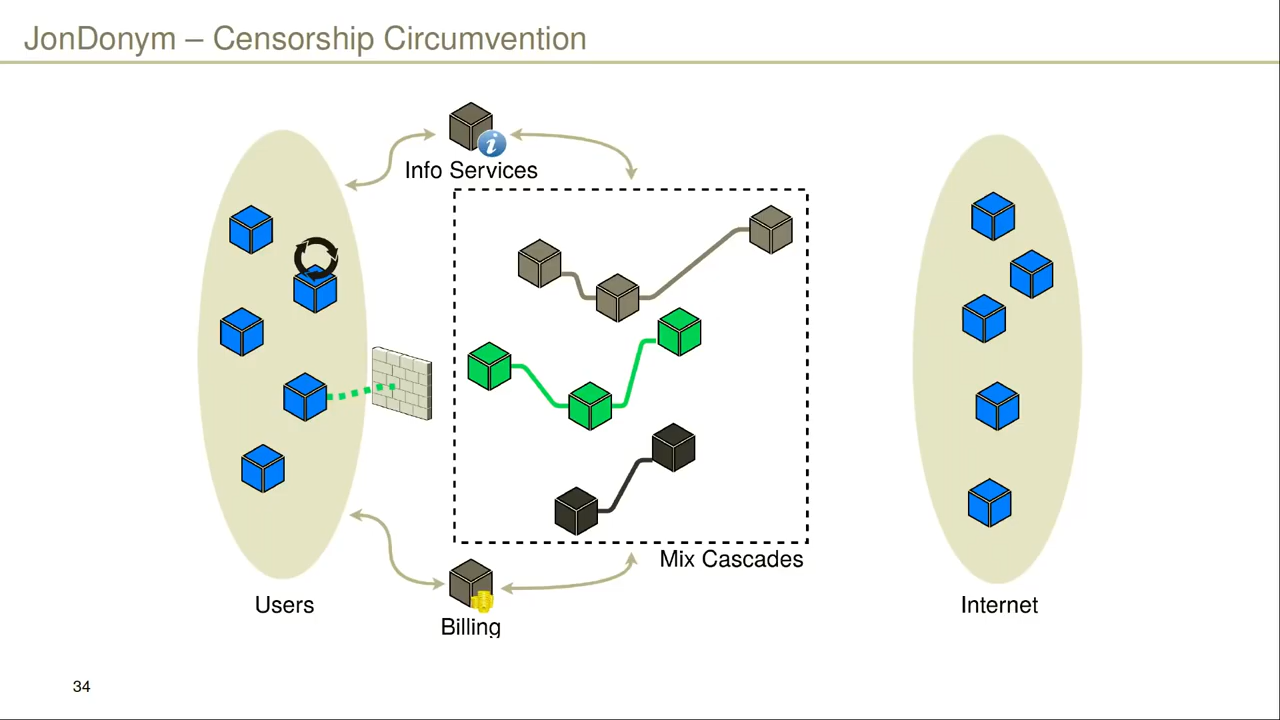 JonDonym – Censorship Circumvention
i
Info Services
Mix Cascades
Users
Internet
Billing
34